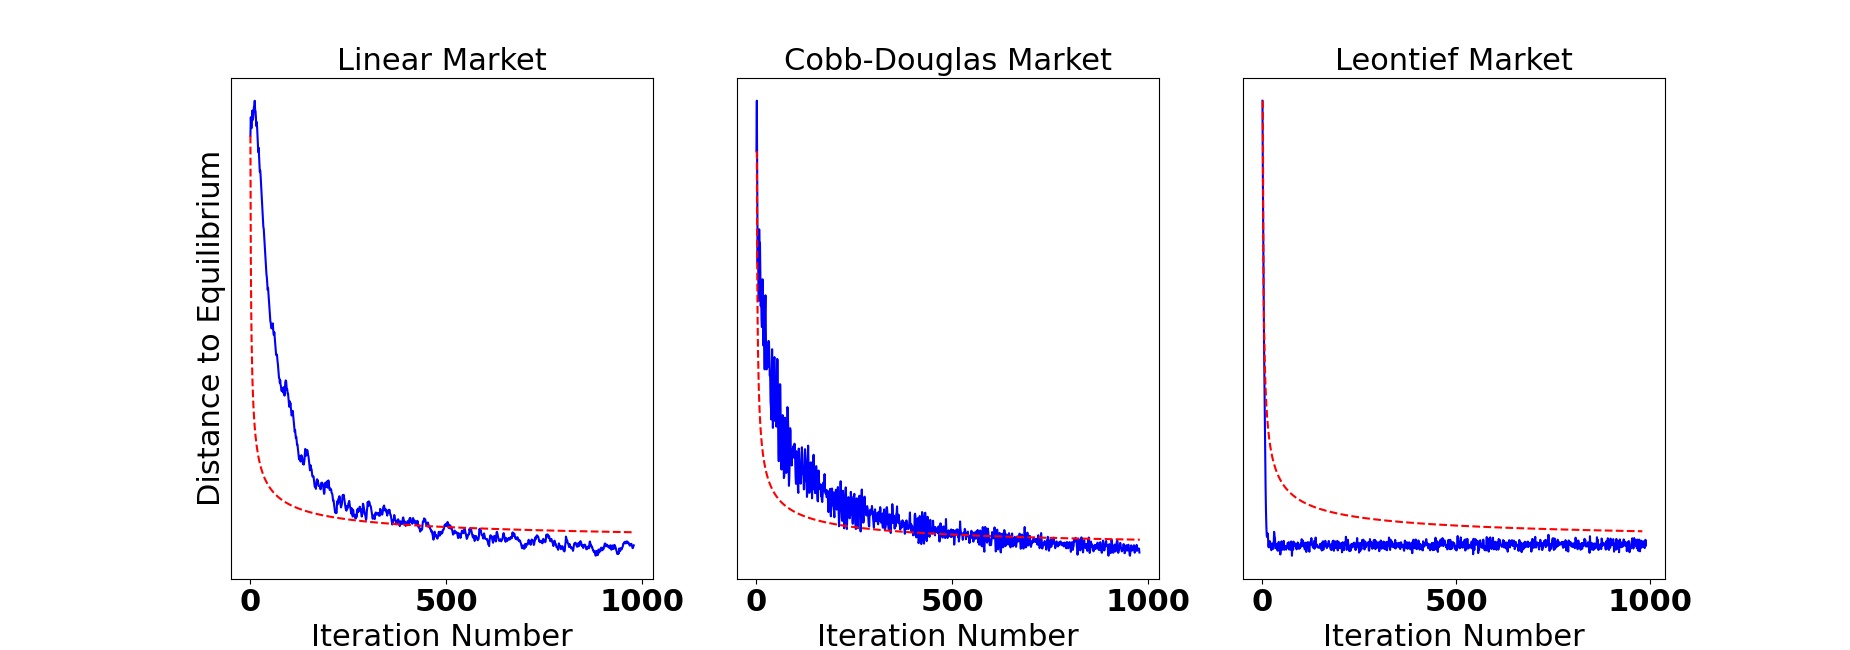 Linear Market
Cobb-Douglas Market
Leontief Market
Distance to Equilibrium
0 500 1000
0 500 1000
0 500 1000
Iteration Number
Iteration Number
Iteration Number